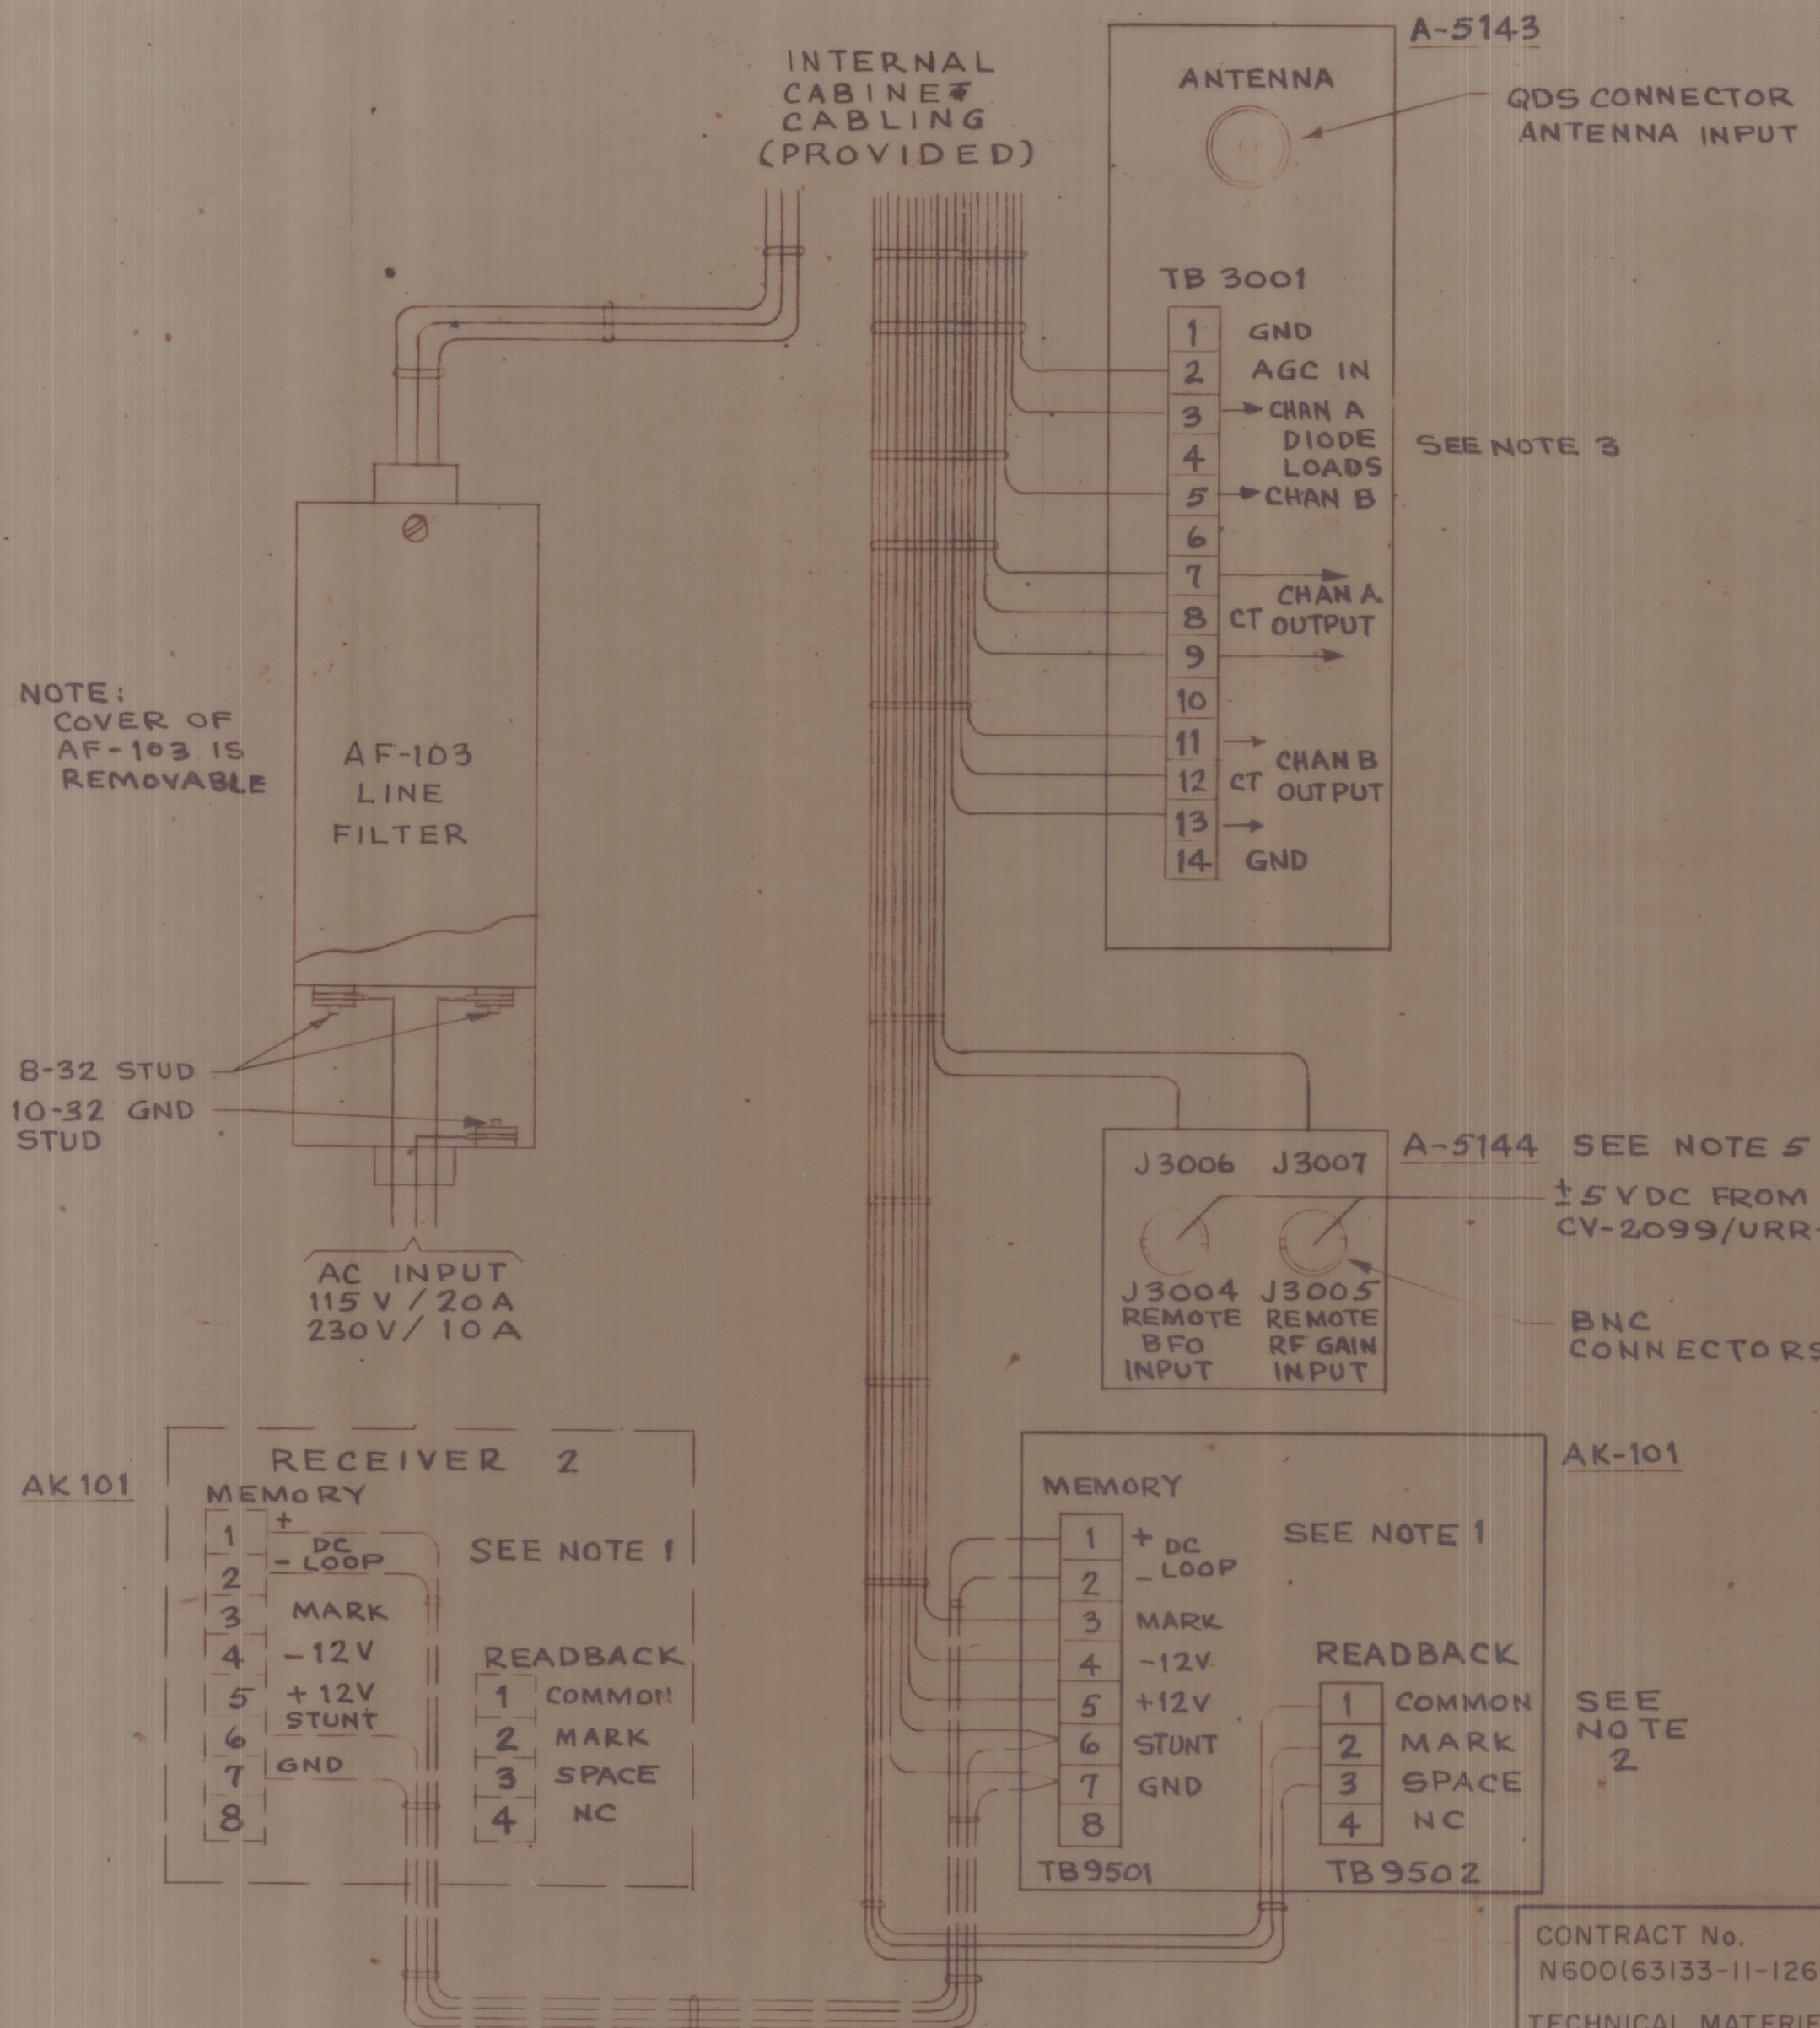 INTERNAL
CABINET
CABLING
(PROVIDED)
A-5143
ANTENNA
QDS CONNECTOR
ANTENNA INPUT
TB 3001
1 GND
2 AGC IN
3 CHAN A
DIODE
4
LOADS
5 CHAN B
SEE NOTE 3
6
7
CHAN A
8 CT OUTPUT
9
10
11
CHAN B
12 CT OUTPUT
13
14 GND
NOTE:
COVER OF
AF-103 IS
REMOVABLE
AF-103
LINE
FILTER
8-32 STUD
10-32 GND
STUD
AC INPUT
115 V / 20 A
230 V / 10 A
A-5144 SEE NOTE 5
J3006 J3007
±5 VDC FROM
CV-2099/URR-
J3004 J3005
REMOTE REMOTE
BFO RF GAIN
INPUT INPUT
BNC
CONNECTORS
AK101
RECEIVER 2
MEMORY
1 +
DC
- LOOP
2
SEE NOTE 1
3 MARK
4 -12V
5 +12V
6 STUNT
7 GND
8
READBACK
1 COMMON
2 MARK
3 SPACE
4 NC
AK-101
MEMORY
1 + DC
2 - LOOP
SEE NOTE 1
3 MARK
4 -12V
5 +12V
6 STUNT
7 GND
8
TB9501
READBACK
1 COMMON
2 MARK
3 SPACE
4 NC
TB9502
SEE
NOTE
2
CONTRACT No.
N600(63133-11-126
TECHNICAL MATERIE